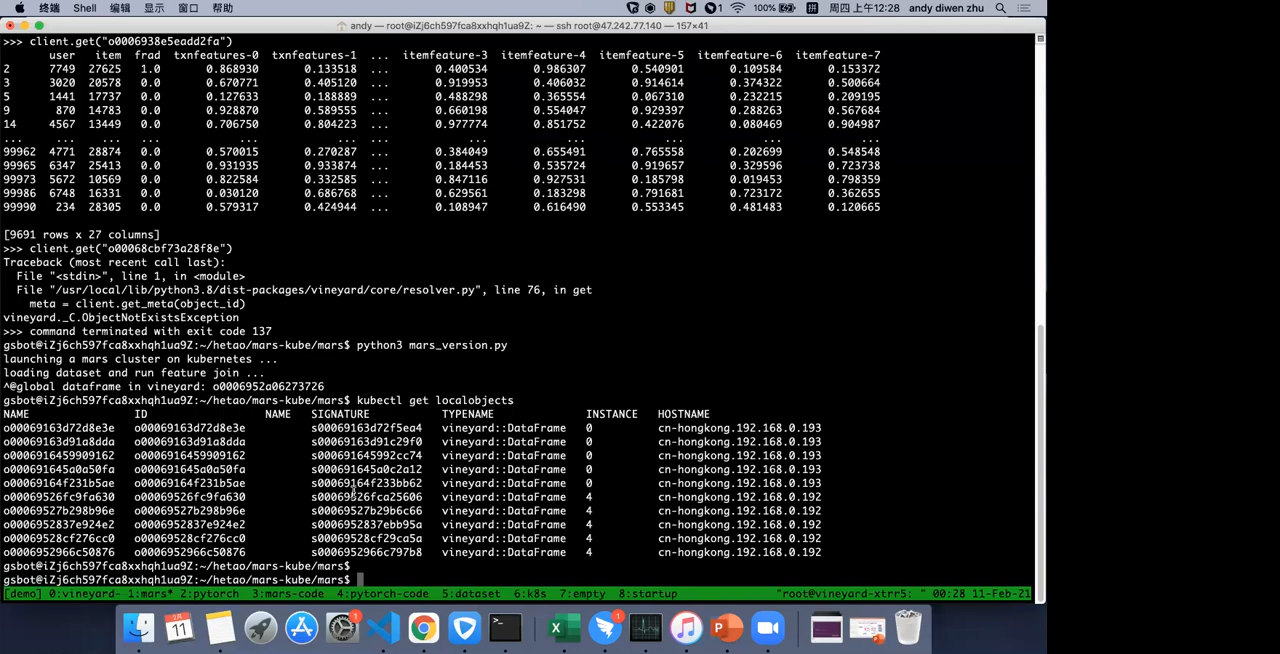 终端 Shell 编辑 显示 窗口 帮助 1 100% 拼 周四 上午 12:28 andy diwen zhu
andy — root@iZj6ch597fca8xxhqh1ua9Z: ~ — ssh root@47.242.77.140 — 157×41
>>> client.get("o0006938e5eadd2fa")
user item frad txnfeatures-0 txnfeatures-1 ... itemfeature-3 itemfeature-4 itemfeature-5 itemfeature-6 itemfeature-7
2 7749 27625 1.0 0.868930 0.133518 ... 0.400534 0.986307 0.540901 0.109584 0.153372
3 3020 20578 0.0 0.670771 0.405120 ... 0.919953 0.406032 0.914614 0.374322 0.500664
5 1441 17737 0.0 0.127633 0.188889 ... 0.488298 0.365554 0.067310 0.232215 0.209195
9 870 14783 0.0 0.928870 0.589555 ... 0.660198 0.554047 0.929397 0.288263 0.567684
14 4567 13449 0.0 0.706750 0.804223 ... 0.977774 0.851752 0.422076 0.080469 0.904987
... ... ... ... ... ... ... ... ... ... ... ...
99962 4771 28874 0.0 0.570015 0.270287 ... 0.384049 0.655491 0.765558 0.202699 0.548548
99965 6347 25413 0.0 0.931935 0.933874 ... 0.184453 0.535724 0.919657 0.329596 0.723738
99973 5672 10569 0.0 0.822584 0.332585 ... 0.847116 0.927531 0.185798 0.019453 0.798359
99986 6748 16331 0.0 0.030120 0.686768 ... 0.629561 0.183298 0.791681 0.723172 0.362655
99990 234 28305 0.0 0.579317 0.424944 ... 0.108947 0.616490 0.553345 0.481483 0.120665
[9691 rows x 27 columns]
>>> client.get("o00068cbf73a28f8e")
Traceback (most recent call last):
File "<stdin>", line 1, in <module>
File "/usr/local/lib/python3.8/dist-packages/vineyard/core/resolver.py", line 76, in get
meta = client.get_meta(object_id)
vineyard._C.ObjectNotExistsException
>>> command terminated with exit code 137
gsbot@iZj6ch597fca8xxhqh1ua9Z:~/hetao/mars-kube/mars$ python3 mars_version.py
launching a mars cluster on kubernetes ...
loading dataset and run feature join ...
^@global dataframe in vineyard: o0006952a06273726
gsbot@iZj6ch597fca8xxhqh1ua9Z:~/hetao/mars-kube/mars$ kubectl get localobjects
NAME ID NAME SIGNATURE TYPENAME INSTANCE HOSTNAME
o00069163d72d8e3e o00069163d72d8e3e s00069163d72f5ea4 vineyard::DataFrame 0 cn-hongkong.192.168.0.193
o00069163d91a8dda o00069163d91a8dda s00069163d91c29f0 vineyard::DataFrame 0 cn-hongkong.192.168.0.193
o0006916459909162 o0006916459909162 s000691645992cc74 vineyard::DataFrame 0 cn-hongkong.192.168.0.193
o000691645a0a50fa o000691645a0a50fa s000691645a0c2a12 vineyard::DataFrame 0 cn-hongkong.192.168.0.193
o00069164f231b5ae o00069164f231b5ae s00069164f233bb62 vineyard::DataFrame 0 cn-hongkong.192.168.0.193
o00069526fc9fa630 o00069526fc9fa630 s00069526fca25606 vineyard::DataFrame 4 cn-hongkong.192.168.0.192
o00069527b298b96e o00069527b298b96e s00069527b29b6c66 vineyard::DataFrame 4 cn-hongkong.192.168.0.192
o0006952837e924e2 o0006952837e924e2 s0006952837ebb95a vineyard::DataFrame 4 cn-hongkong.192.168.0.192
o00069528cf276cc0 o00069528cf276cc0 s00069528cf29ca5a vineyard::DataFrame 4 cn-hongkong.192.168.0.192
o0006952966c50876 o0006952966c50876 s0006952966c797b8 vineyard::DataFrame 4 cn-hongkong.192.168.0.192
gsbot@iZj6ch597fca8xxhqh1ua9Z:~/hetao/mars-kube/mars$
gsbot@iZj6ch597fca8xxhqh1ua9Z:~/hetao/mars-kube/mars$
[demo] 0:vineyard- 1:mars* 2:pytorch 3:mars-code 4:pytorch-code 5:dataset 6:k8s 7:empty 8:startup "root@vineyard-xtrr5: " 00:28 11-Feb-21
11 1 1